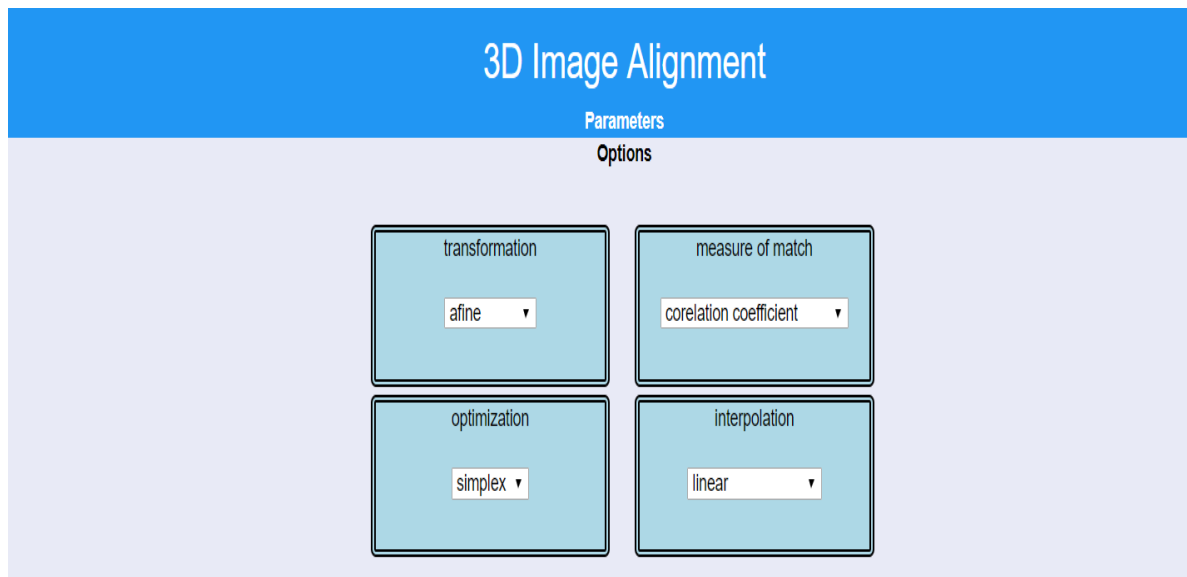 3D Image Alignment
Parameters
Options
transformation
afine
measure of match
corelation coefficient
optimization
simplex
interpolation
linear